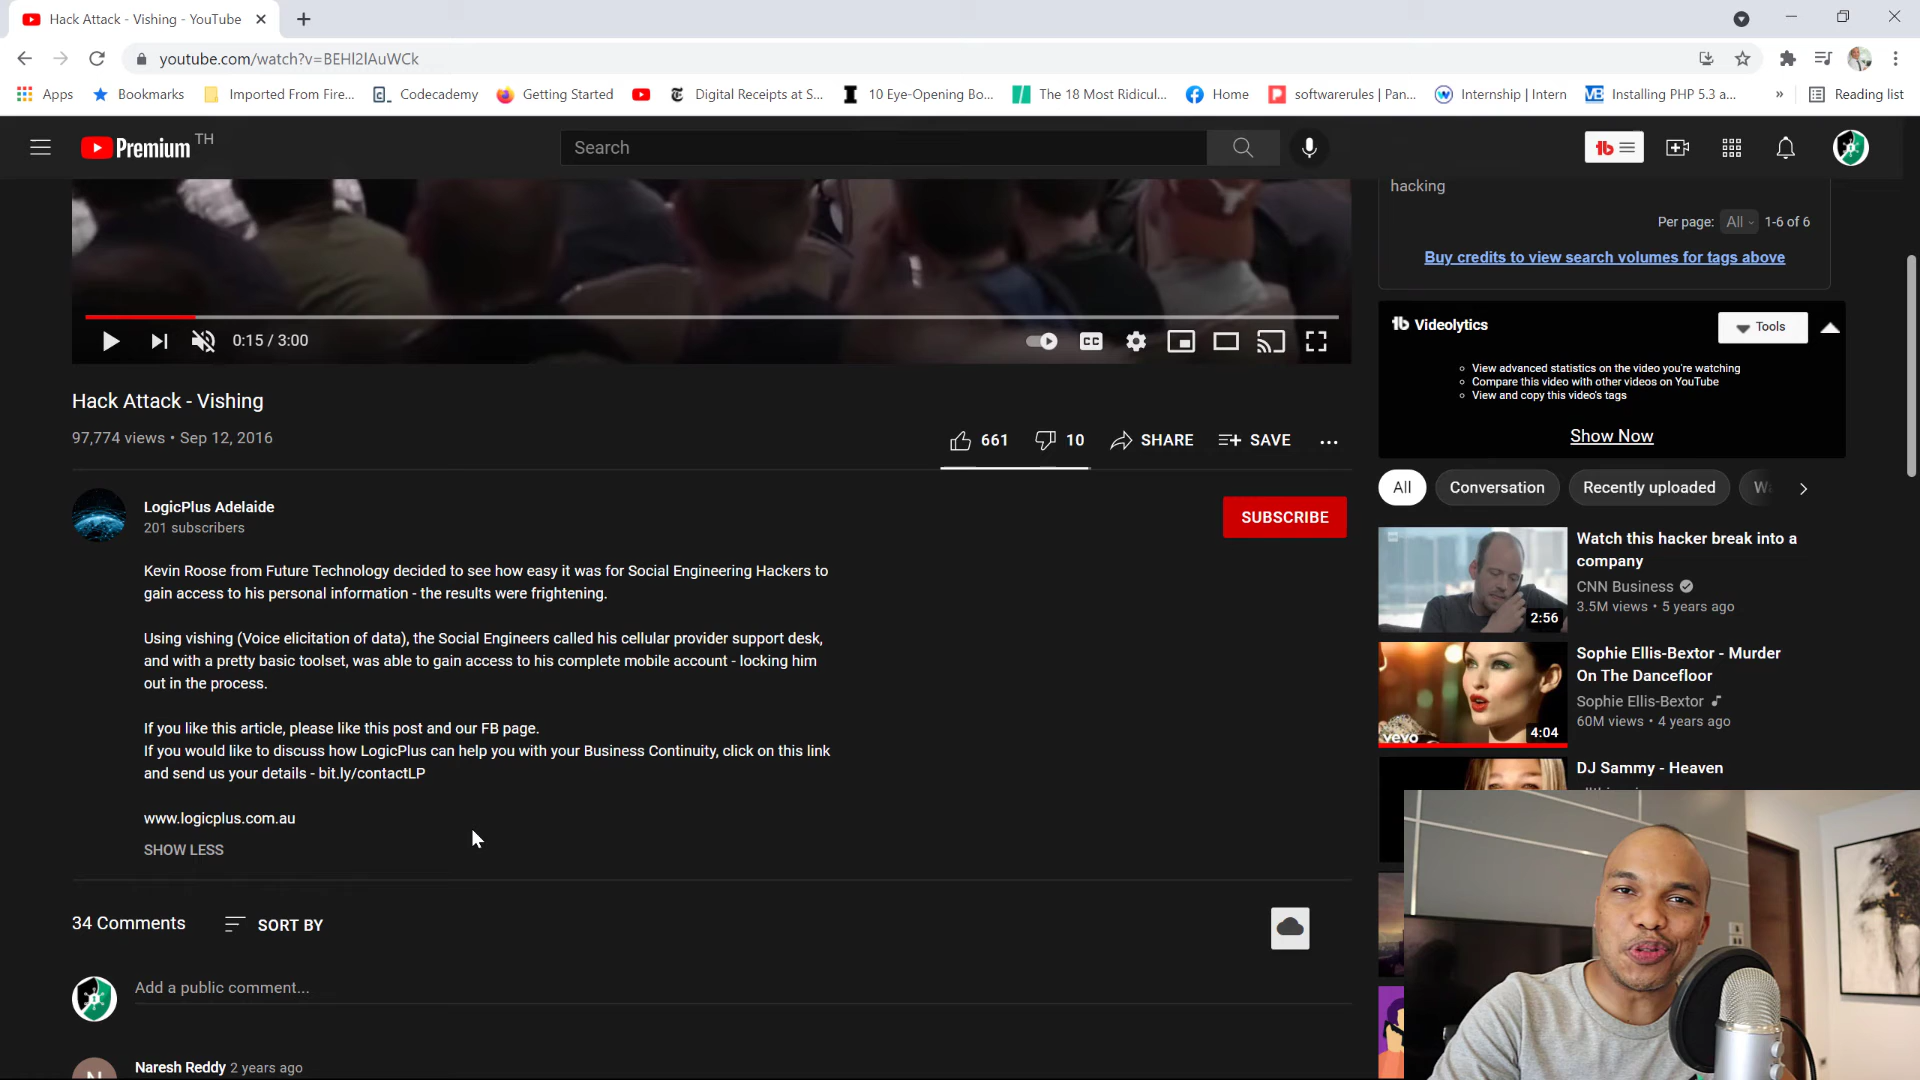 Hack Attack - Vishing - YouTube
youtube.com/watch?v=BEHl2lAuWCk
Apps
Bookmarks
Imported From Fire...
Codecademy
Getting Started
Digital Receipts at S...
10 Eye-Opening Bo...
The 18 Most Ridicul...
Home
softwarerules | Pan...
Internship | Intern
Installing PHP 5.3 a...
»
Reading list
Premium TH
Search
hacking
Per page: All 1-6 of 6
Buy credits to view search volumes for tags above
0:15 / 3:00
CC
Videolytics
Tools
View advanced statistics on the video you're watching
Compare this video with other videos on YouTube
View and copy this video's tags
Show Now
Hack Attack - Vishing
97,774 views • Sep 12, 2016
661
10
SHARE
SAVE
...
LogicPlus Adelaide
201 subscribers
SUBSCRIBE
Kevin Roose from Future Technology decided to see how easy it was for Social Engineering Hackers to
gain access to his personal information - the results were frightening.
Using vishing (Voice elicitation of data), the Social Engineers called his cellular provider support desk,
and with a pretty basic toolset, was able to gain access to his complete mobile account - locking him
out in the process.
If you like this article, please like this post and our FB page.
If you would like to discuss how LogicPlus can help you with your Business Continuity, click on this link
and send us your details - bit.ly/contactLP
www.logicplus.com.au
SHOW LESS
34 Comments
SORT BY
Add a public comment...
Naresh Reddy 2 years ago
All
Conversation
Recently uploaded
2:56
Watch this hacker break into a
company
CNN Business
3.5M views • 5 years ago
vevo
4:04
Sophie Ellis-Bextor - Murder
On The Dancefloor
Sophie Ellis-Bextor
60M views • 4 years ago
DJ Sammy - Heaven